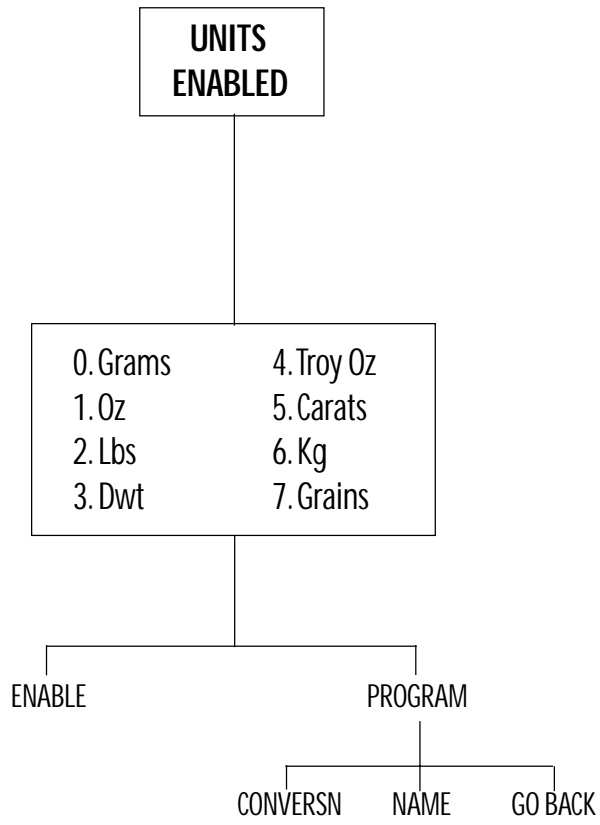 UNITS
ENABLED
0. Grams
1. Oz
2. Lbs
3. Dwt
4. Troy Oz
5. Carats
6. Kg
7. Grains
ENABLE
PROGRAM
CONVERSN
NAME
GO BACK